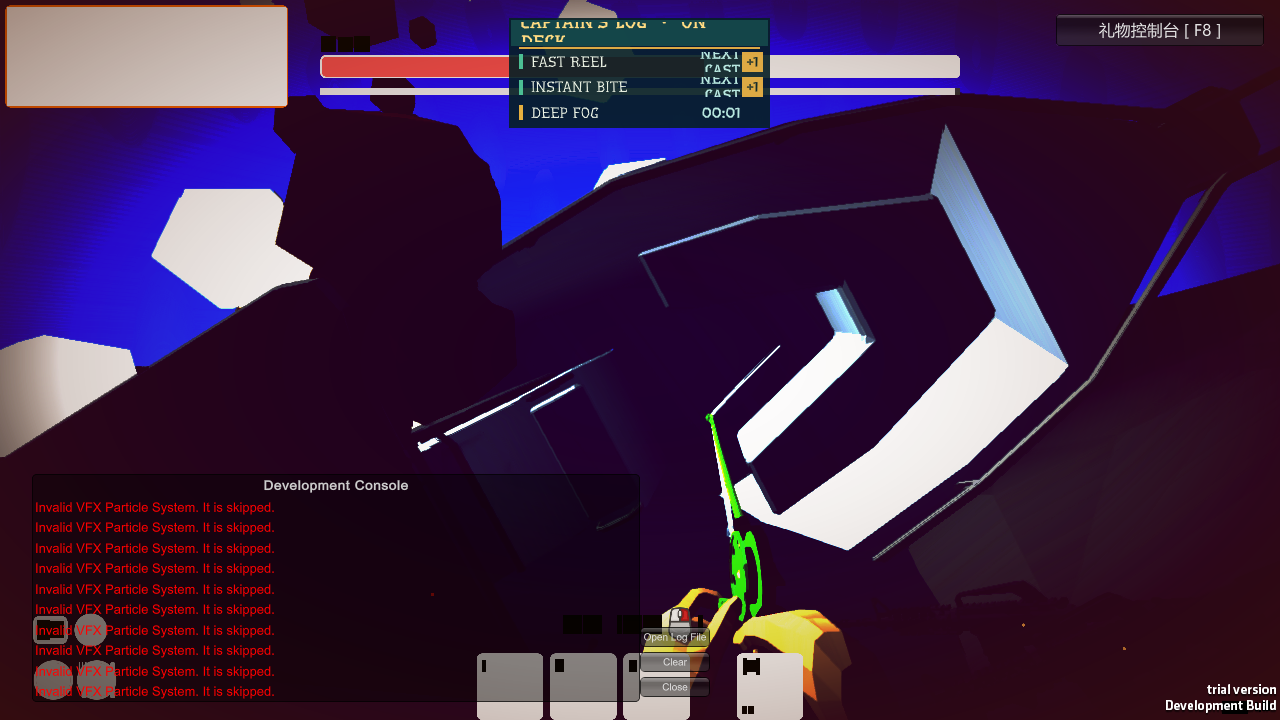 CAPTAIN'S LOG · ON DECK
礼物控制台 [ F8 ]
FAST REEL NEXT CAST +1
INSTANT BITE NEXT CAST +1
DEEP FOG 00:01
Development Console
Invalid VFX Particle System. It is skipped.
Invalid VFX Particle System. It is skipped.
Invalid VFX Particle System. It is skipped.
Invalid VFX Particle System. It is skipped.
Invalid VFX Particle System. It is skipped.
Invalid VFX Particle System. It is skipped.
Invalid VFX Particle System. It is skipped.
Invalid VFX Particle System. It is skipped.
Invalid VFX Particle System. It is skipped.
Invalid VFX Particle System. It is skipped.
Open Log File
Clear
Close
trial version
Development Build